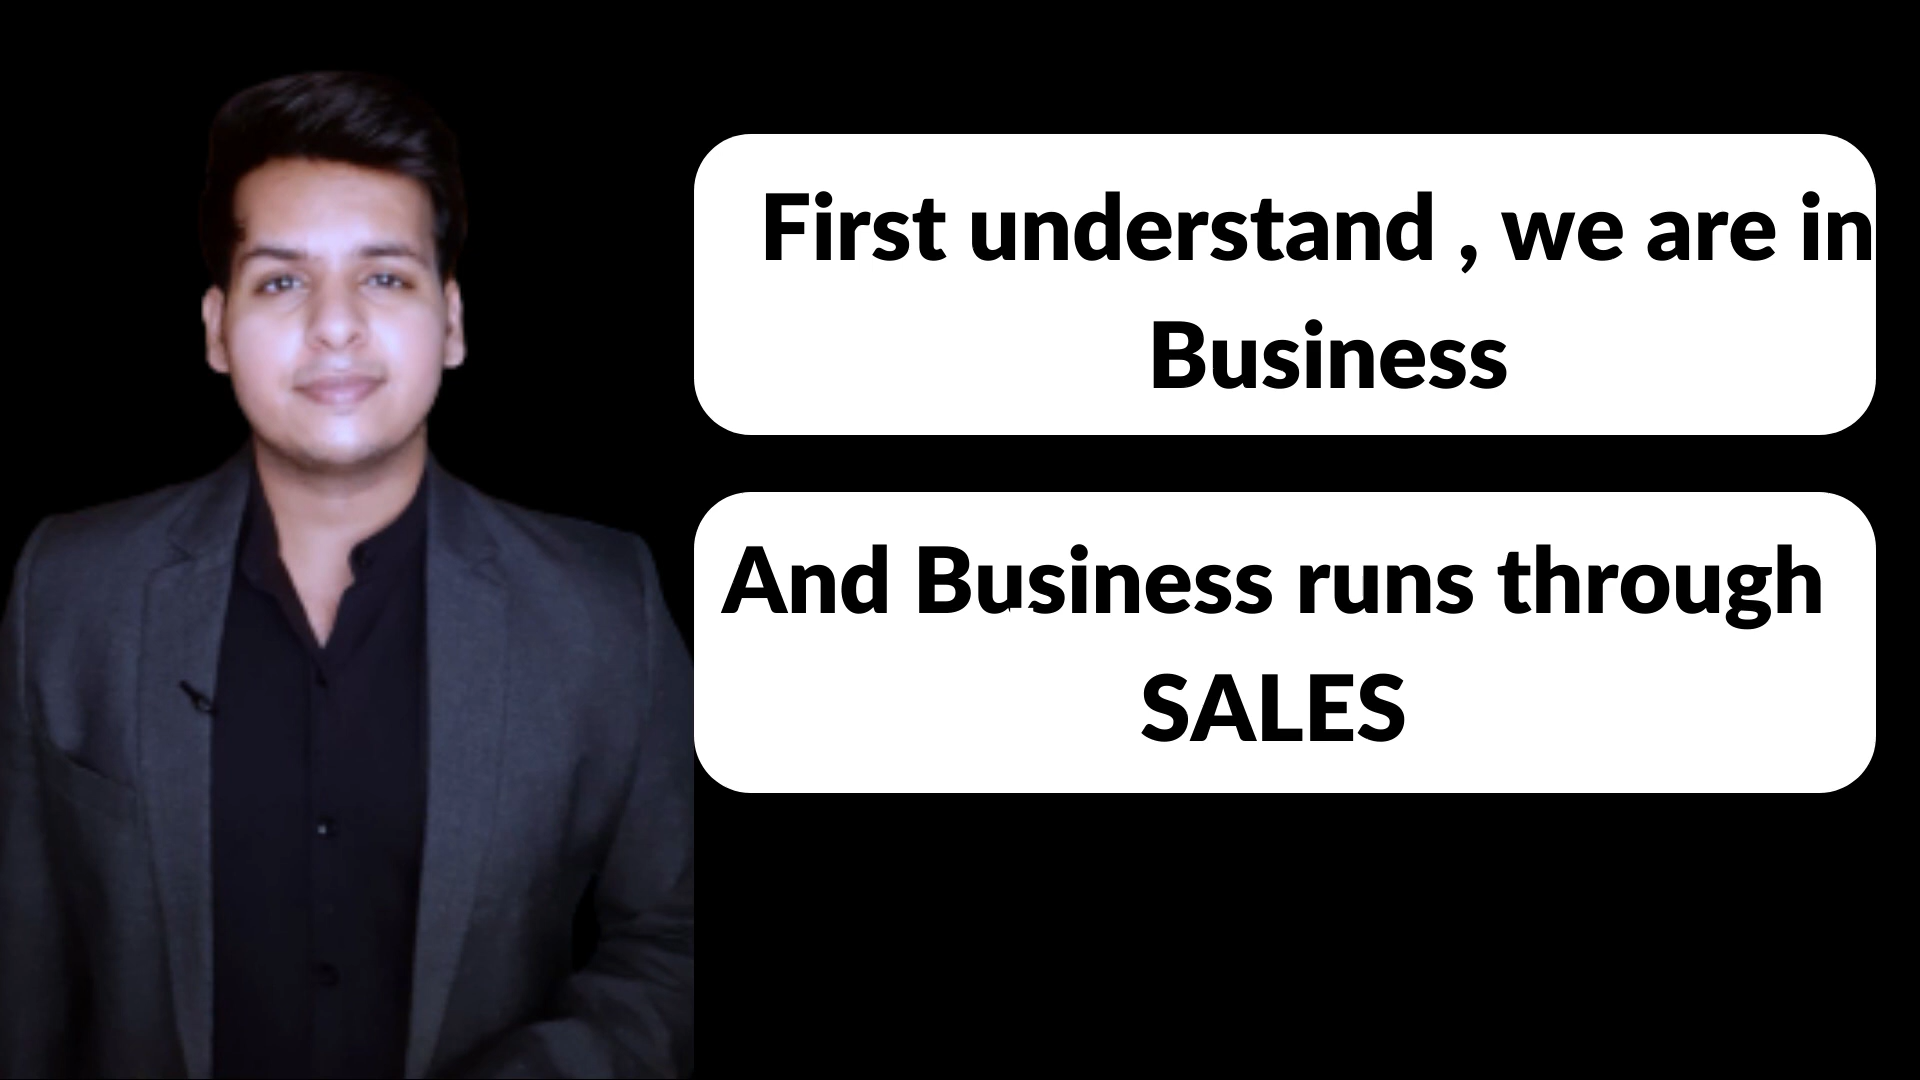 First understand , we are in
Business
And Business runs through
SALES